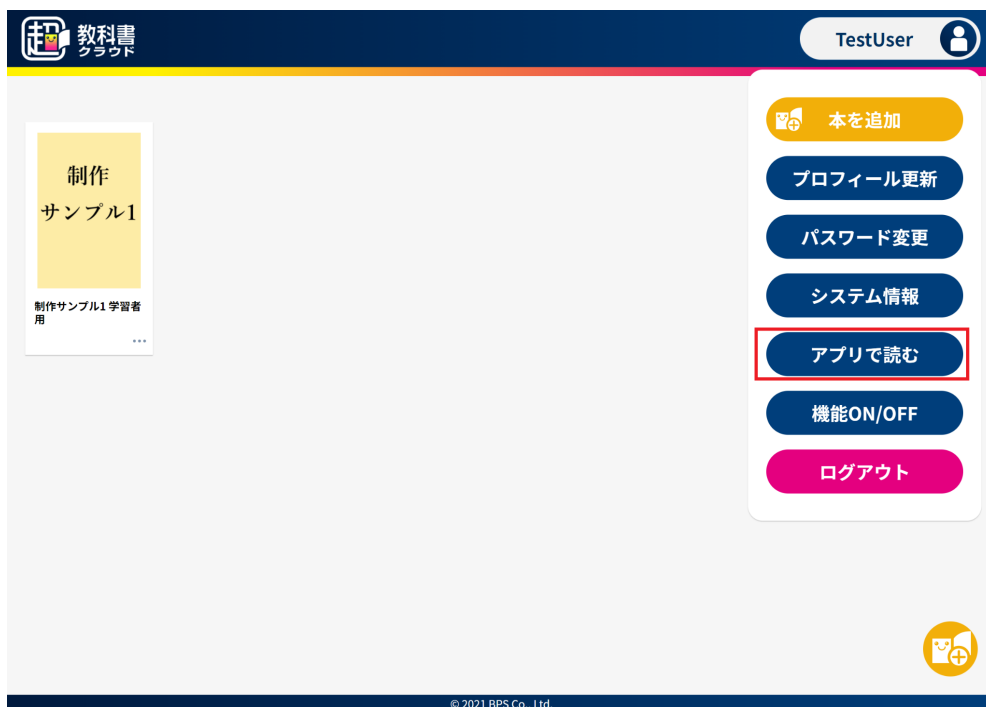 超 教科書
クラウド
TestUser
本を追加
プロフィール更新
パスワード変更
システム情報
アプリで読む
機能ON/OFF
ログアウト
制作
サンプル1
制作サンプル1 学習者
用
...
© 2021 BPS Co., Ltd.